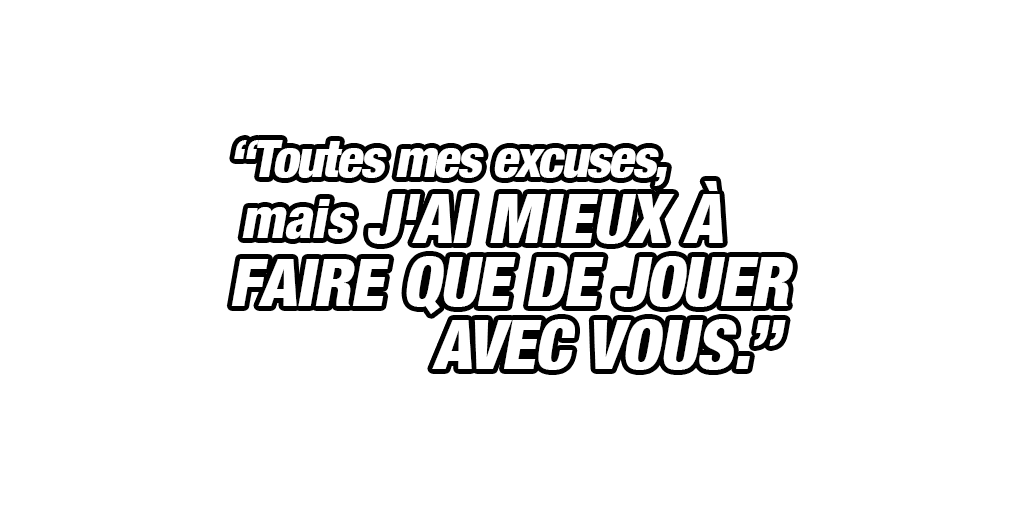 “Toutes mes excuses,
mais J'AI MIEUX À
FAIRE QUE DE JOUER
AVEC VOUS.”